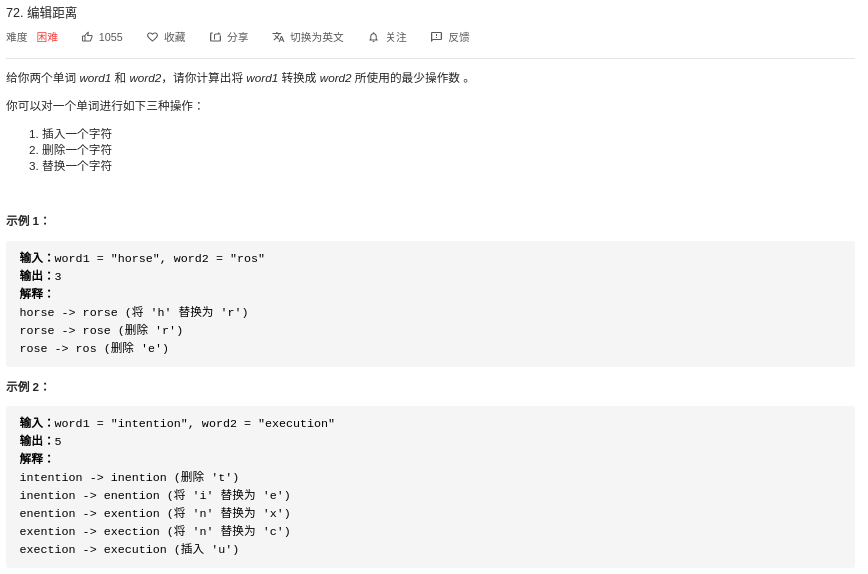 72. 编辑距离
难度 困难 1055 收藏 分享 切换为英文 关注 反馈
给你两个单词 word1 和 word2，请你计算出将 word1 转换成 word2 所使用的最少操作数 。
你可以对一个单词进行如下三种操作：
1. 插入一个字符
2. 删除一个字符
3. 替换一个字符
示例 1：
输入：word1 = "horse", word2 = "ros"
输出：3
解释：
horse -> rorse (将 'h' 替换为 'r')
rorse -> rose (删除 'r')
rose -> ros (删除 'e')
示例 2：
输入：word1 = "intention", word2 = "execution"
输出：5
解释：
intention -> inention (删除 't')
inention -> enention (将 'i' 替换为 'e')
enention -> exention (将 'n' 替换为 'x')
exention -> exection (将 'n' 替换为 'c')
exection -> execution (插入 'u')